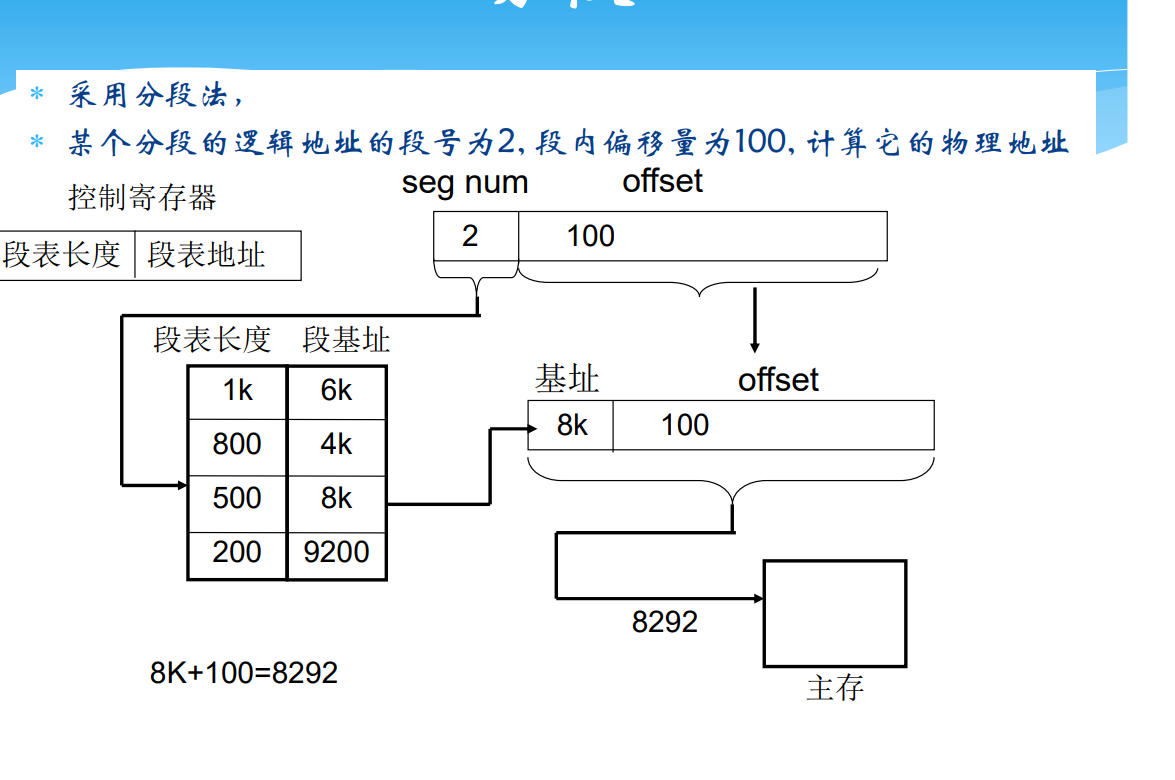 * 采用分段法,
* 某个分段的逻辑地址的段号为2, 段内偏移量为100, 计算它的物理地址
控制寄存器
seg num offset
2 100
段表长度 段表地址
段表长度 段基址
1k 6k
800 4k
500 8k
200 9200
基址 offset
8k 100
8292
8K+100=8292
主存